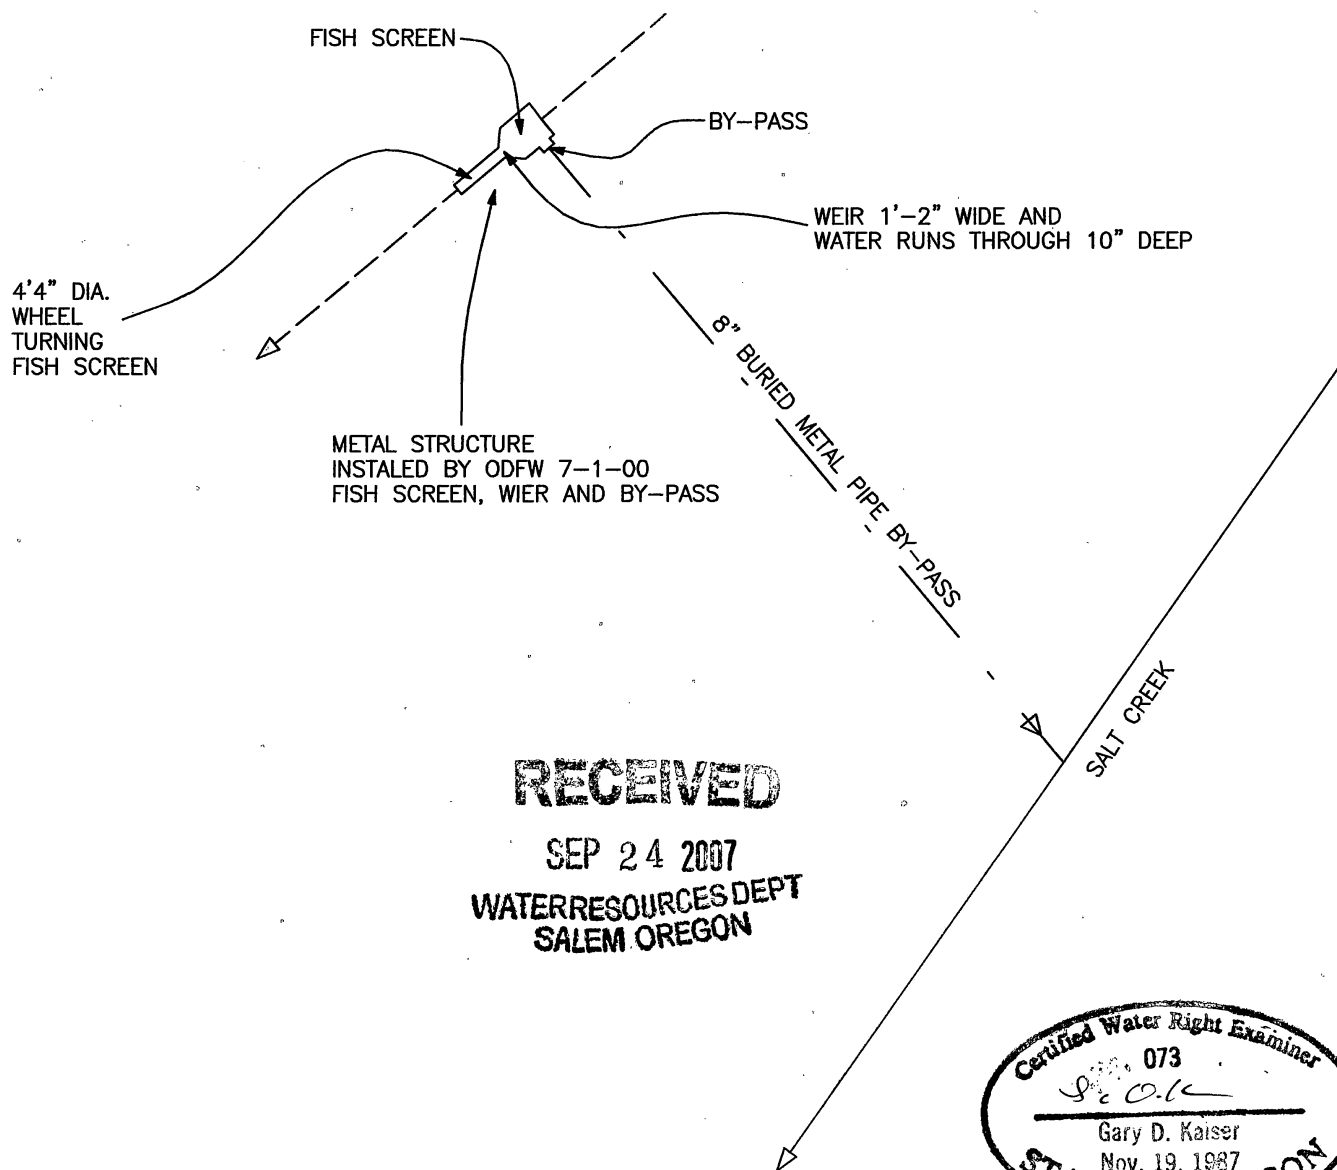 FISH SCREEN
BY-PASS
WEIR 1'-2" WIDE AND
WATER RUNS THROUGH 10" DEEP
4'4" DIA.
WHEEL
TURNING
FISH SCREEN
8" BURIED METAL PIPE BY-PASS
METAL STRUCTURE
INSTALED BY ODFW 7-1-00
FISH SCREEN, WIER AND BY-PASS
SALT CREEK
RECEIVED
SEP 24 2007
WATER RESOURCES DEPT
SALEM OREGON
Certified Water Right Examiner
073
Gary D. Kaiser
Nov. 19, 1987